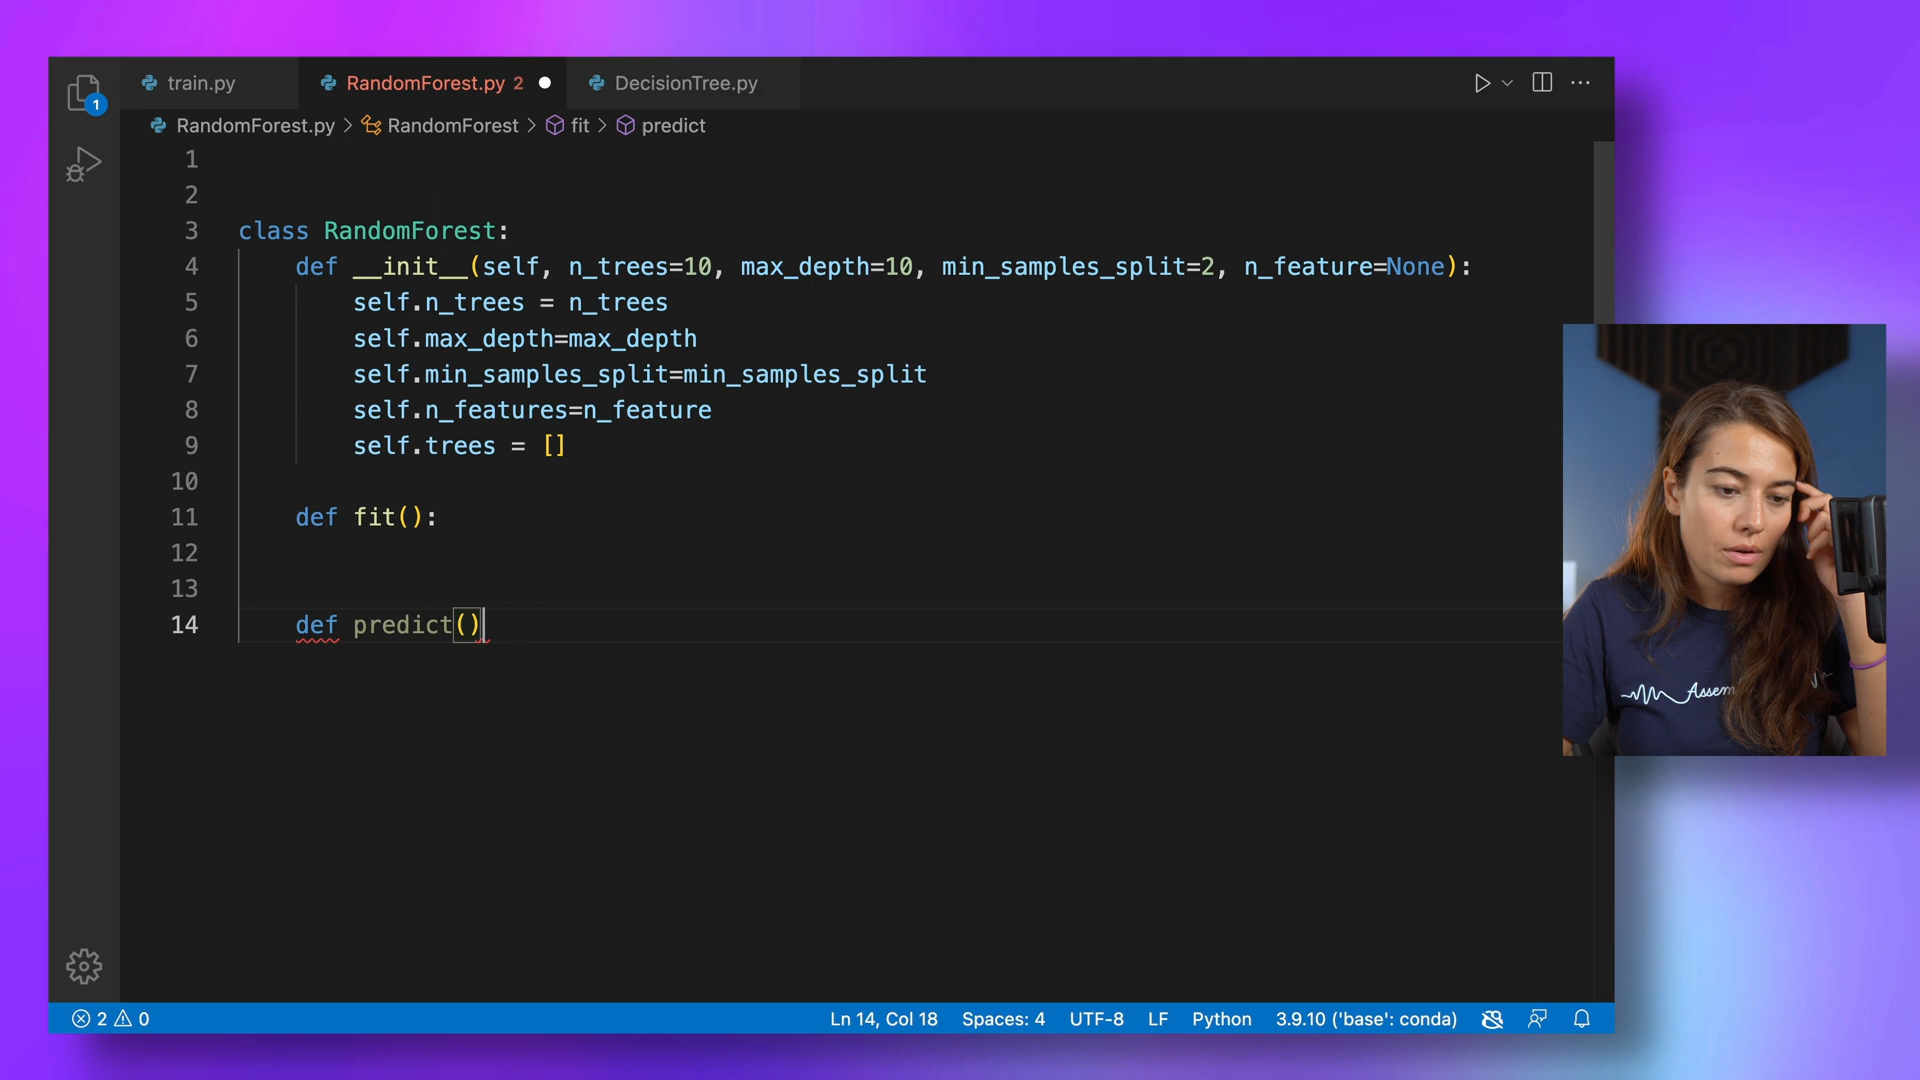 train.py RandomForest.py 2 DecisionTree.py
1
RandomForest.py > RandomForest > fit > predict
1
2
3 class RandomForest:
4 def __init__(self, n_trees=10, max_depth=10, min_samples_split=2, n_feature=None):
5 self.n_trees = n_trees
6 self.max_depth=max_depth
7 self.min_samples_split=min_samples_split
8 self.n_features=n_feature
9 self.trees = []
10
11 def fit():
12
13
14 def predict()
Assem
2 0 Ln 14, Col 18 Spaces: 4 UTF-8 LF Python 3.9.10 ('base': conda)